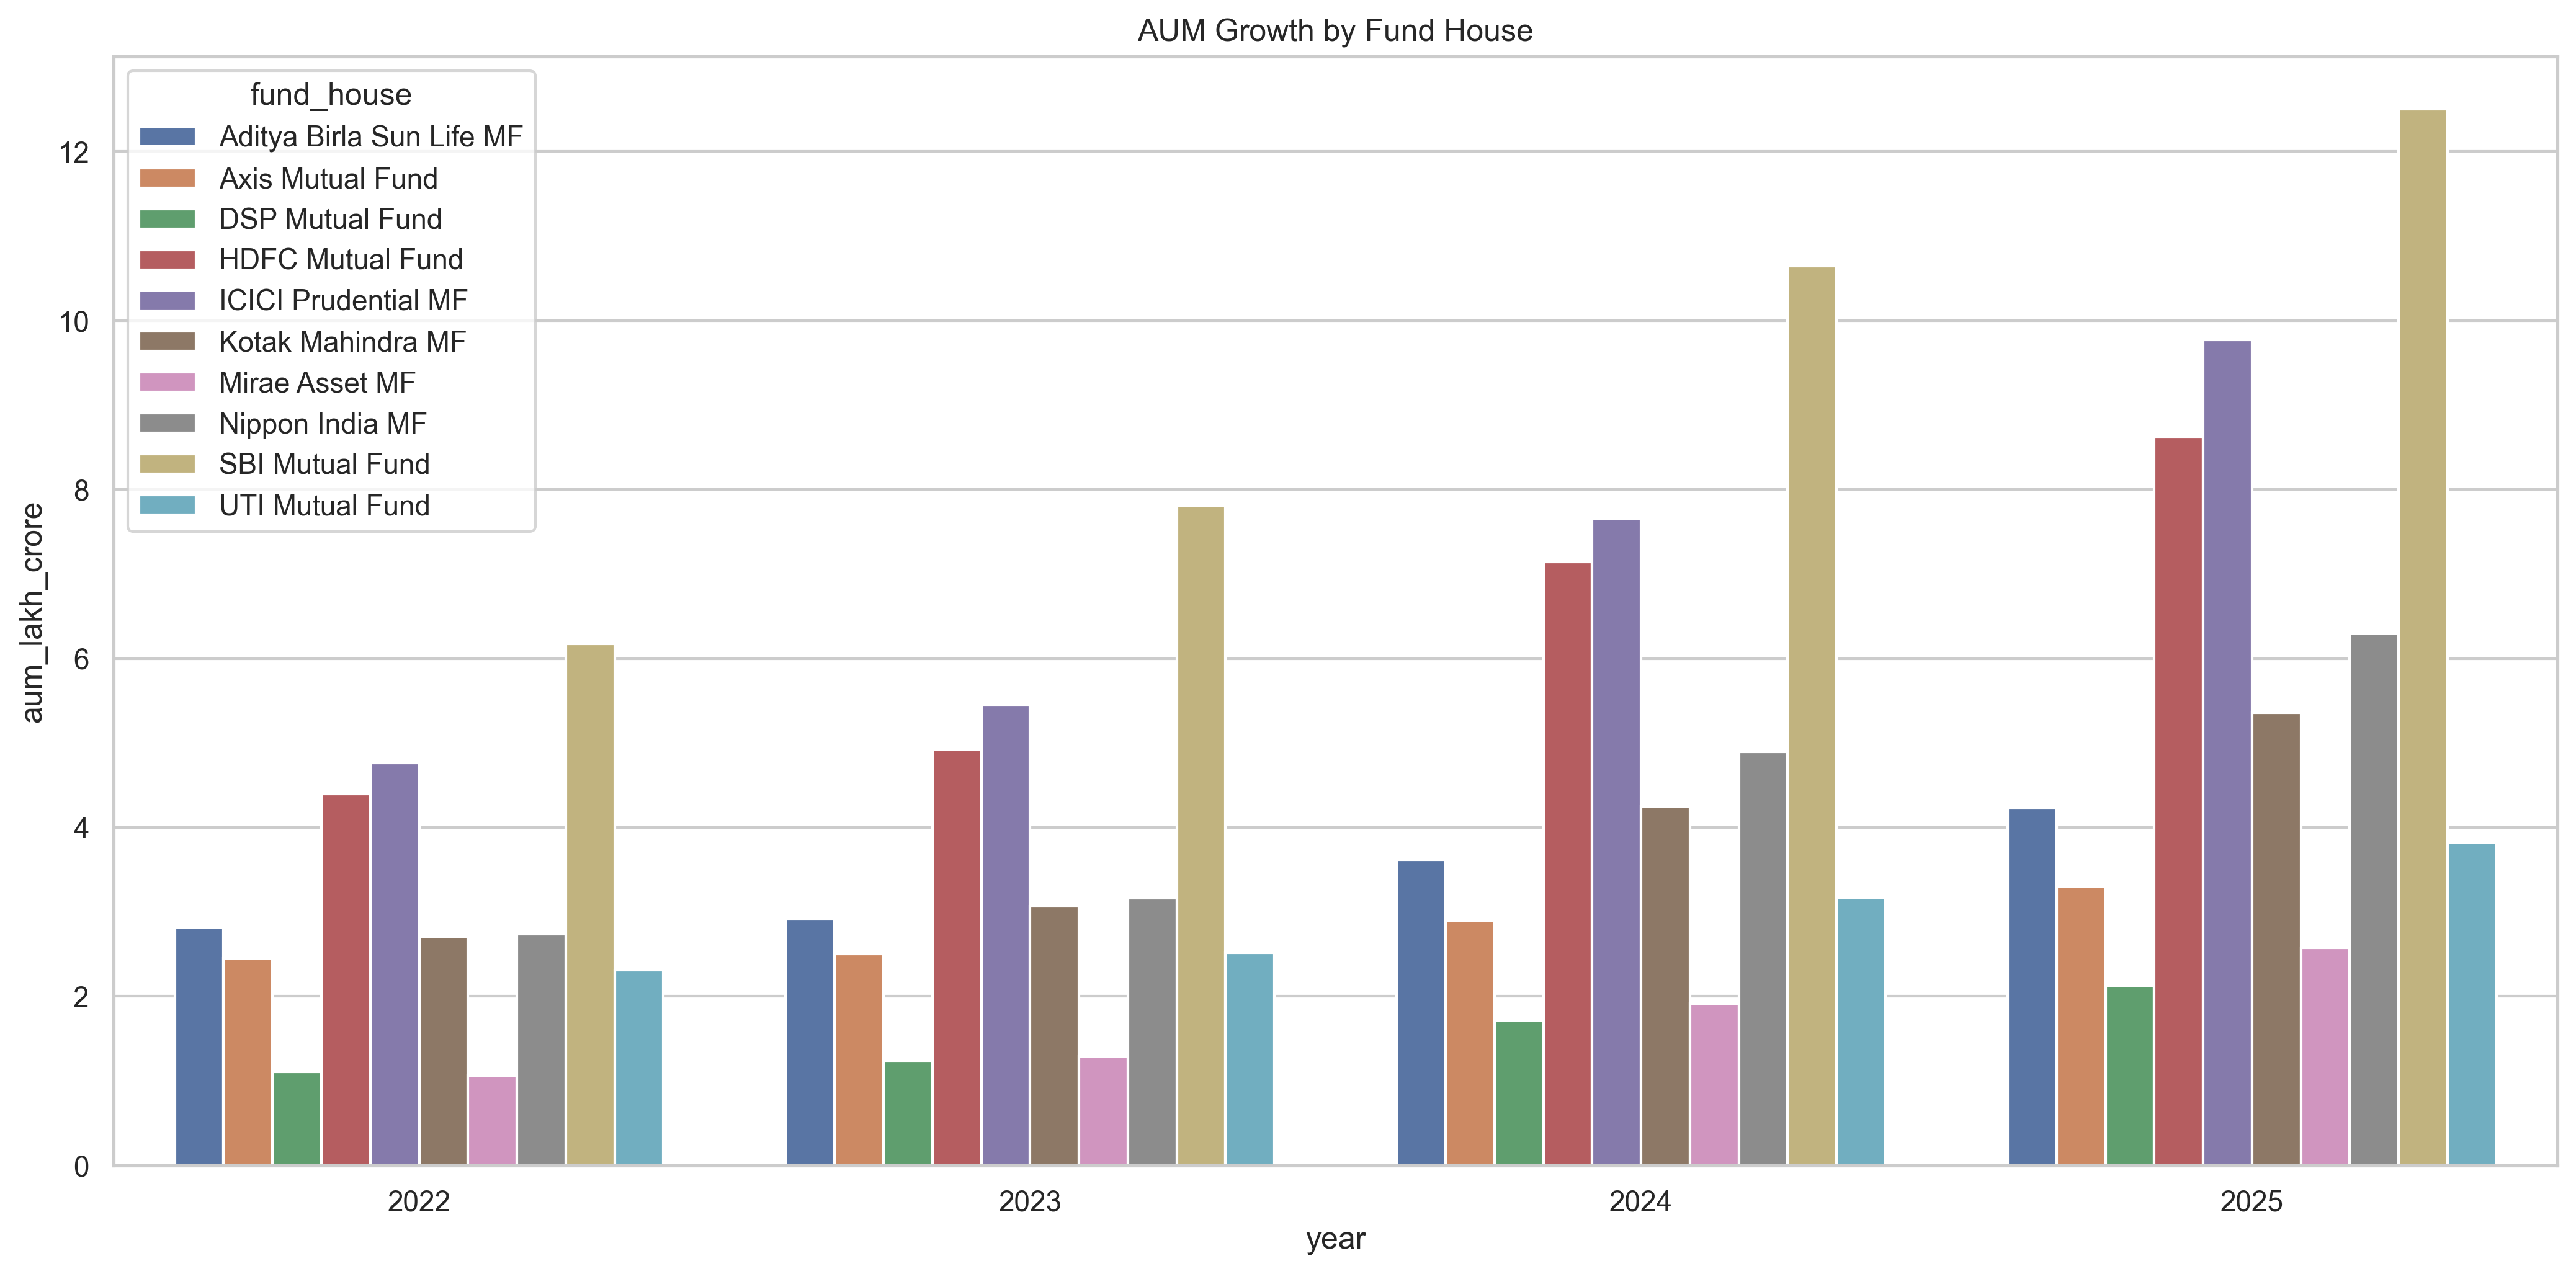 AUM Growth by Fund House
fund_house
Aditya Birla Sun Life MF
Axis Mutual Fund
DSP Mutual Fund
HDFC Mutual Fund
ICICI Prudential MF
Kotak Mahindra MF
Mirae Asset MF
Nippon India MF
SBI Mutual Fund
UTI Mutual Fund
aum_lakh_crore
12
10
8
6
4
2
0
2022
2023
2024
2025
year